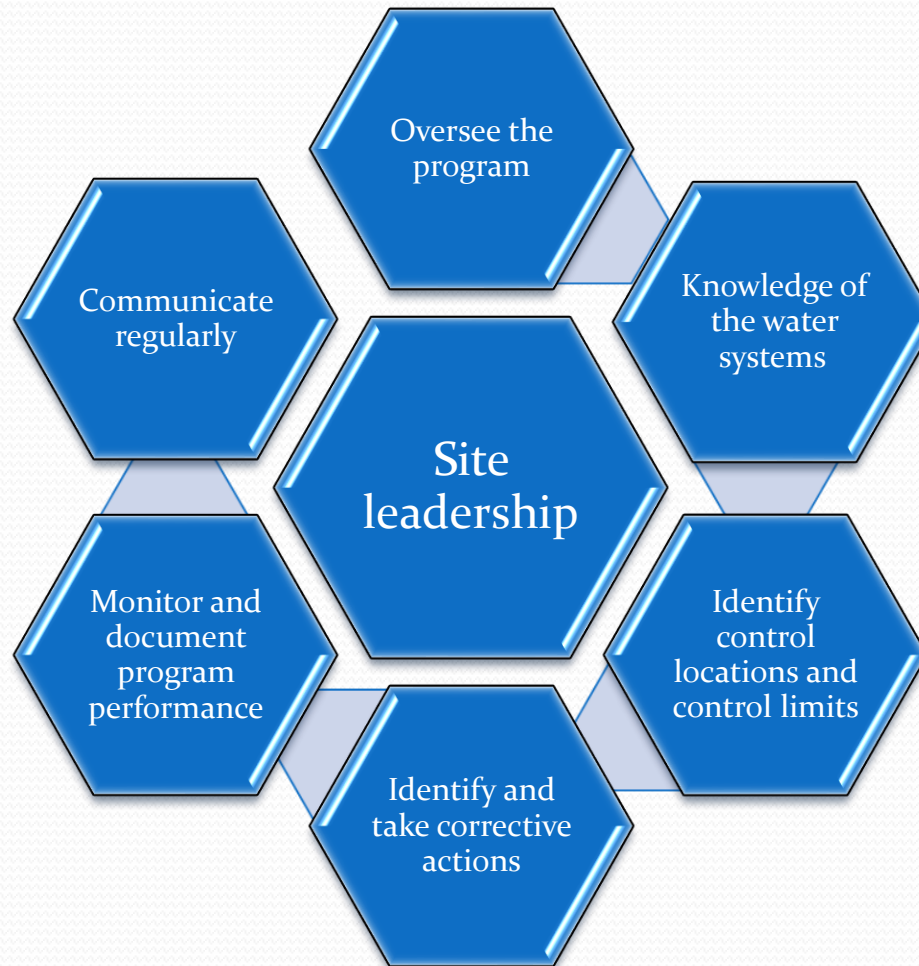 Oversee the
program
Knowledge of
the water
systems
Identify
control
locations and
control limits
Identify and
take corrective
actions
Monitor and
document
program
performance
Communicate
regularly
Site
leadership